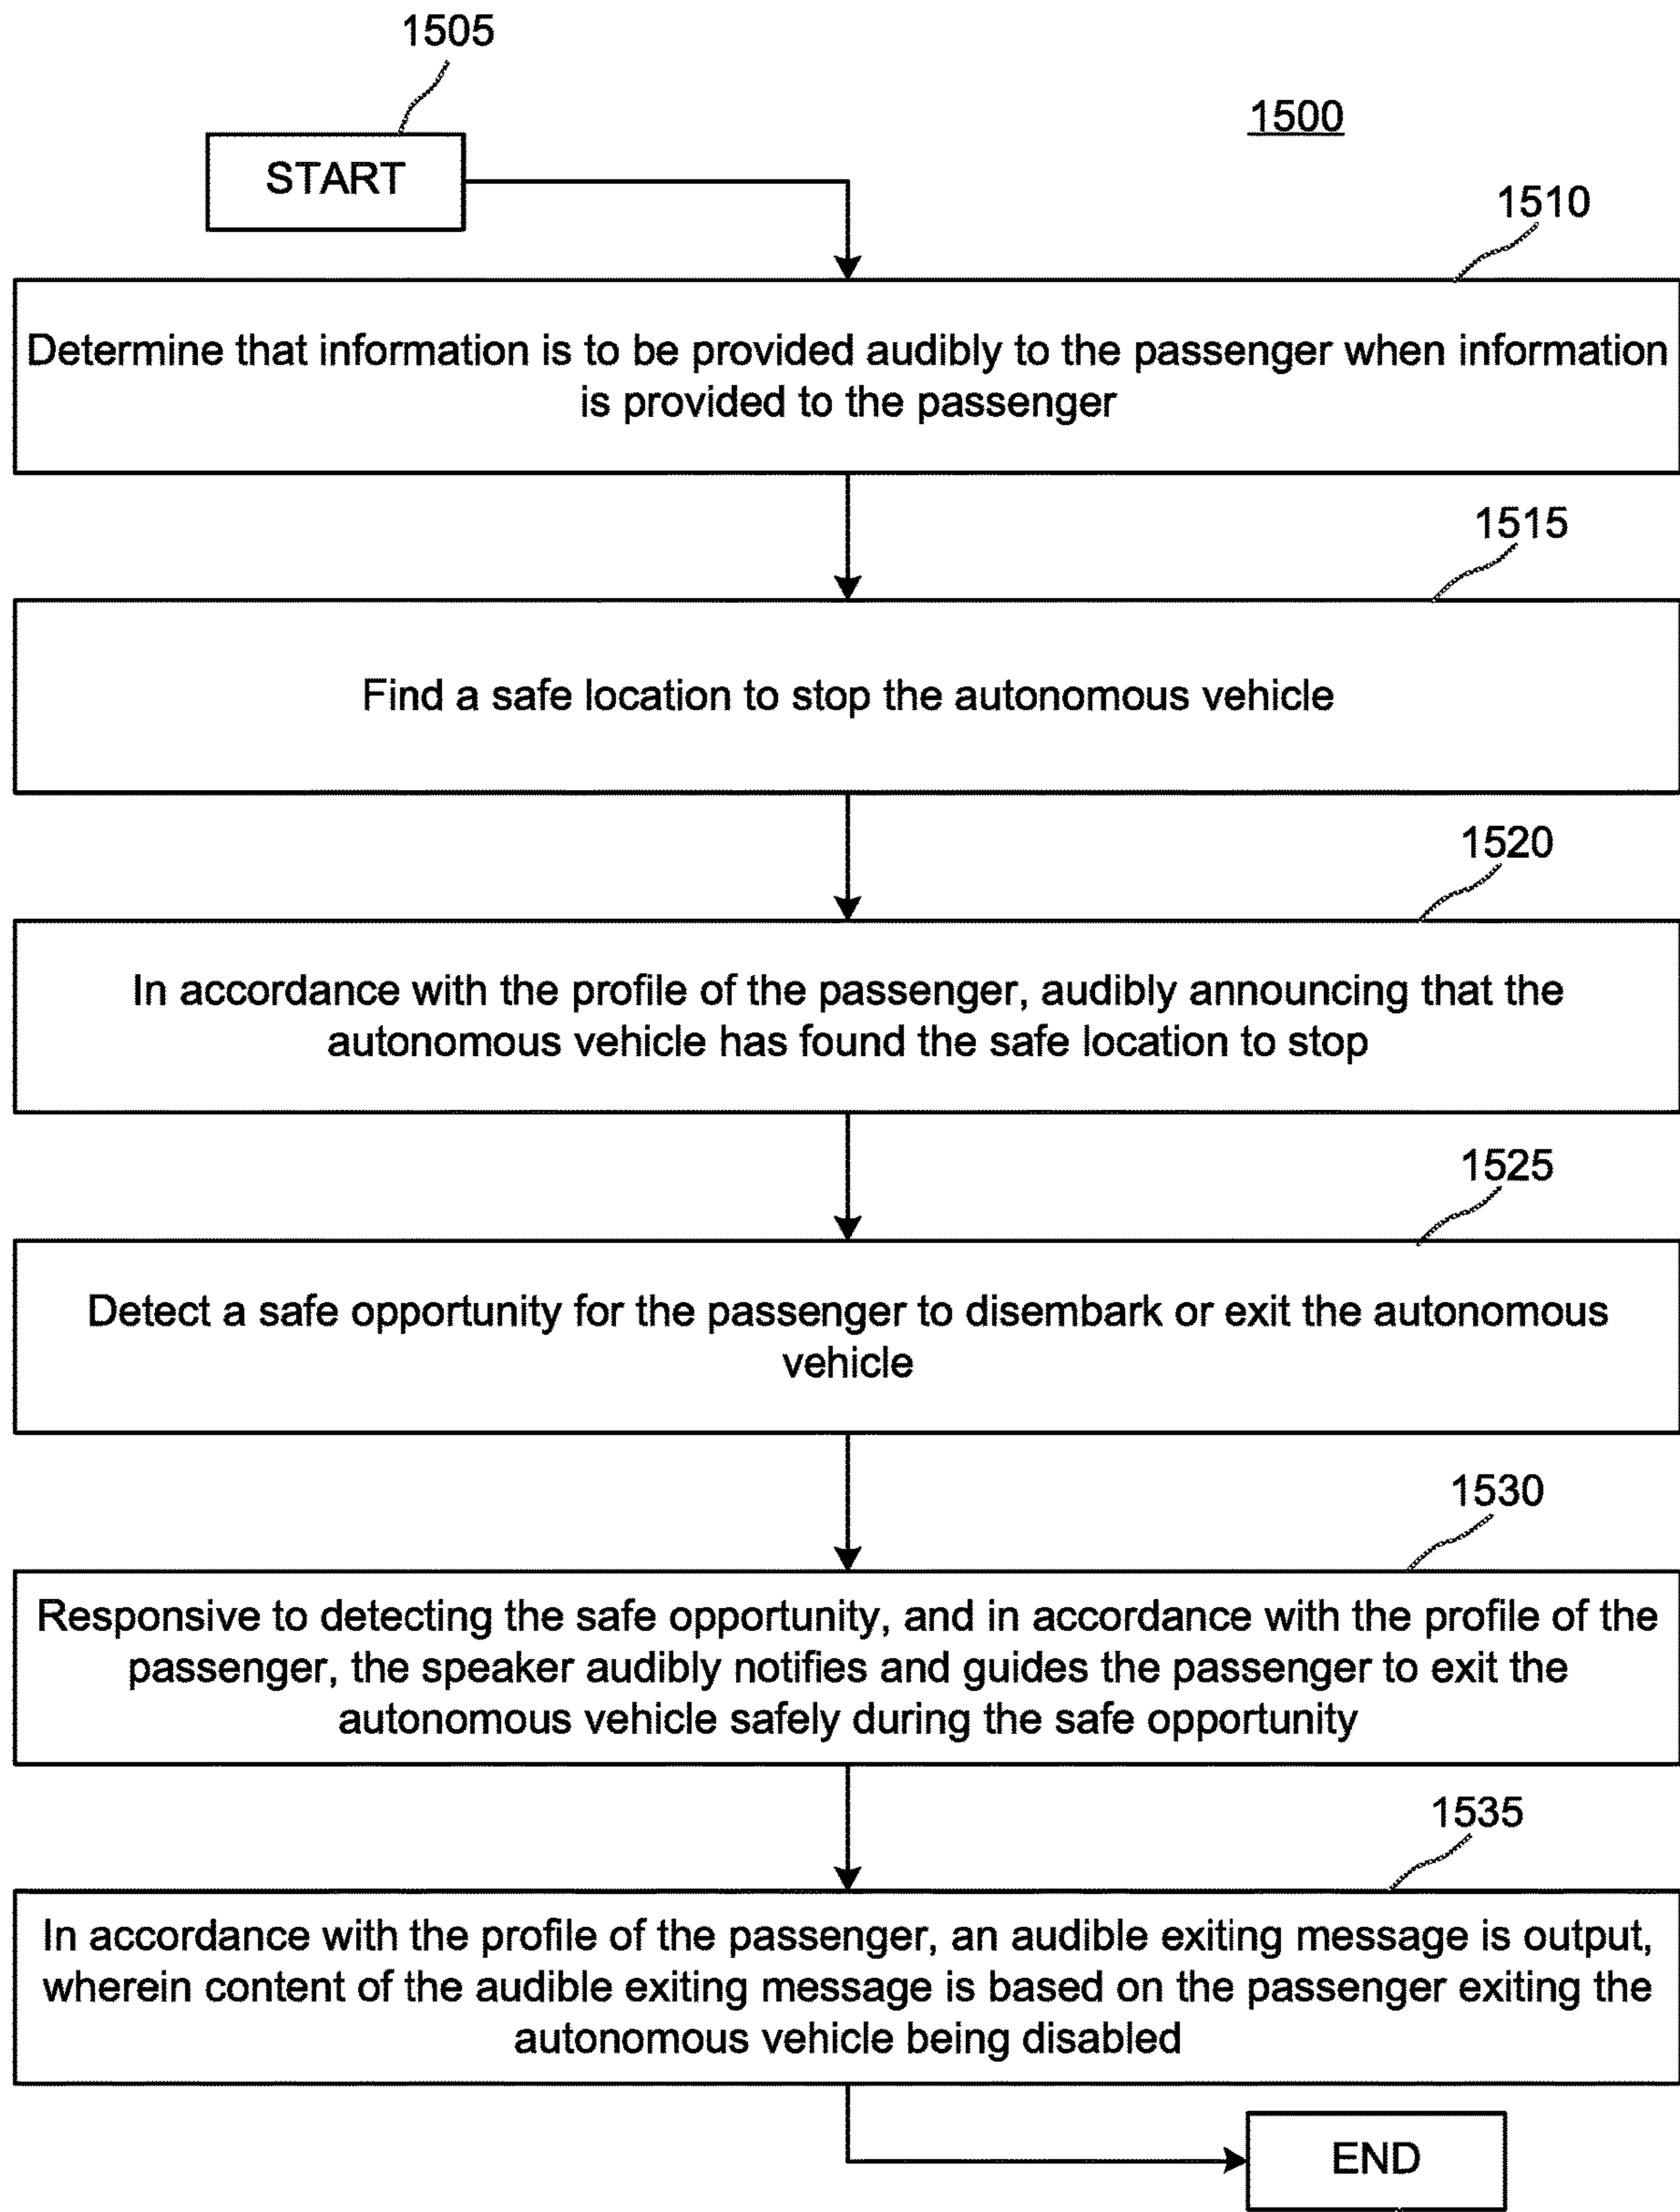 1505
1500
START
1510
Determine that information is to be provided audibly to the passenger when information
is provided to the passenger
1515
Find a safe location to stop the autonomous vehicle
1520
In accordance with the profile of the passenger, audibly announcing that the
autonomous vehicle has found the safe location to stop
1525
Detect a safe opportunity for the passenger to disembark or exit the autonomous
vehicle
1530
Responsive to detecting the safe opportunity, and in accordance with the profile of the
passenger, the speaker audibly notifies and guides the passenger to exit the
autonomous vehicle safely during the safe opportunity
1535
In accordance with the profile of the passenger, an audible exiting message is output,
wherein content of the audible exiting message is based on the passenger exiting the
autonomous vehicle being disabled
END